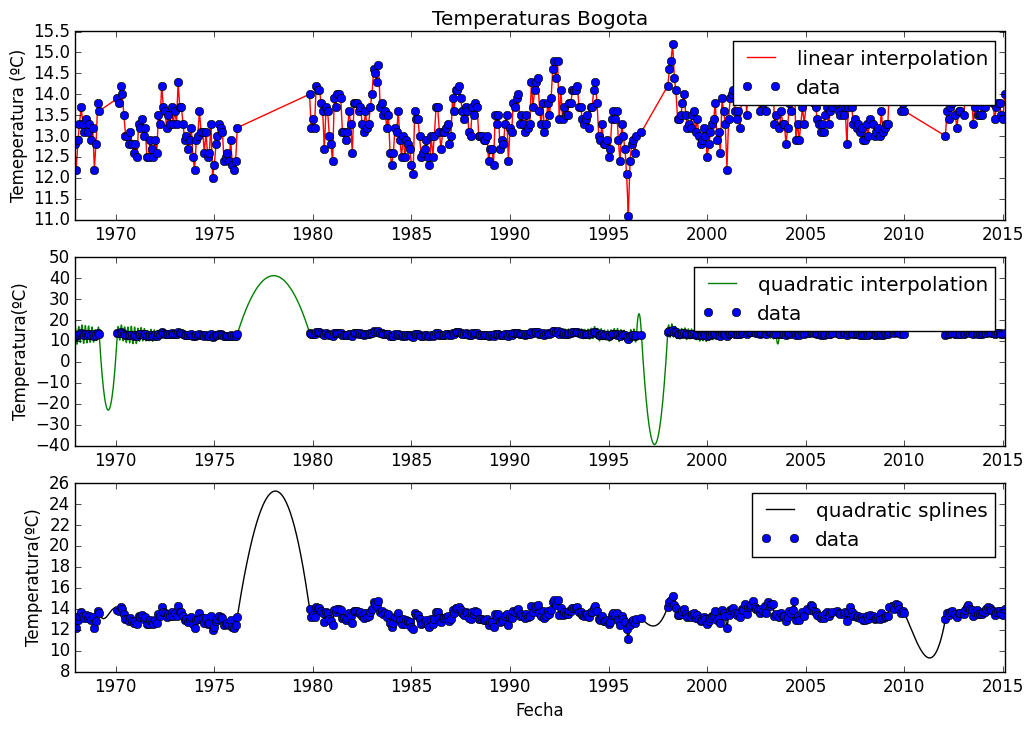 Temperaturas Bogota
Temeperatura (ºC)
15.5
15.0
14.5
14.0
13.5
13.0
12.5
12.0
11.5
11.0
linear interpolation
data
1970 1975 1980 1985 1990 1995 2000 2005 2010 2015
Temperatura(ºC)
50
40
30
20
10
0
−10
−20
−30
−40
quadratic interpolation
data
1970 1975 1980 1985 1990 1995 2000 2005 2010 2015
Temperatura(ºC)
26
24
22
20
18
16
14
12
10
8
quadratic splines
data
1970 1975 1980 1985 1990 1995 2000 2005 2010 2015
Fecha